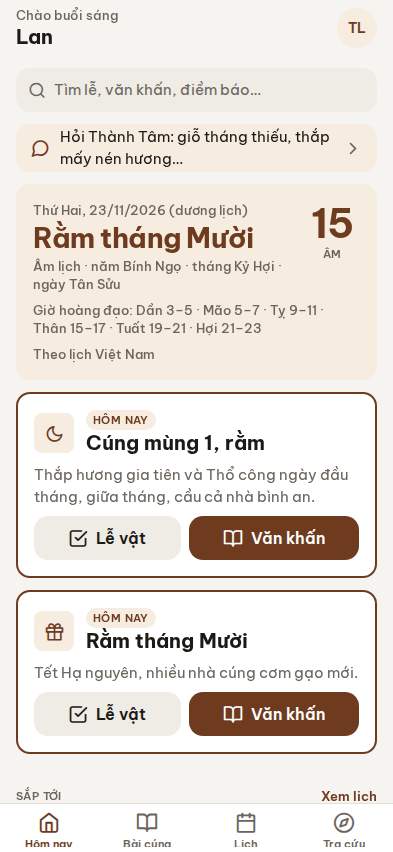 Chào buổi sáng
Lan
TL
Tìm lễ, văn khấn, điềm báo...
Hỏi Thành Tâm: giỗ tháng thiếu, thắp
mấy nén hương...
Thứ Hai, 23/11/2026 (dương lịch)
Rằm tháng Mười
15
ÂM
Âm lịch · năm Bính Ngọ · tháng Kỷ Hợi ·
ngày Tân Sửu
Giờ hoàng đạo: Dần 3–5 · Mão 5–7 · Tỵ 9–11 ·
Thân 15–17 · Tuất 19–21 · Hợi 21–23
Theo lịch Việt Nam
HÔM NAY
Cúng mùng 1, rằm
Thắp hương gia tiên và Thổ công ngày đầu
tháng, giữa tháng, cầu cả nhà bình an.
Lễ vật
Văn khấn
HÔM NAY
Rằm tháng Mười
Tết Hạ nguyên, nhiều nhà cúng cơm gạo mới.
Lễ vật
Văn khấn
SẮP TỚI
Xem lịch
Hôm nay
Bài cúng
Lịch
Tra cứu